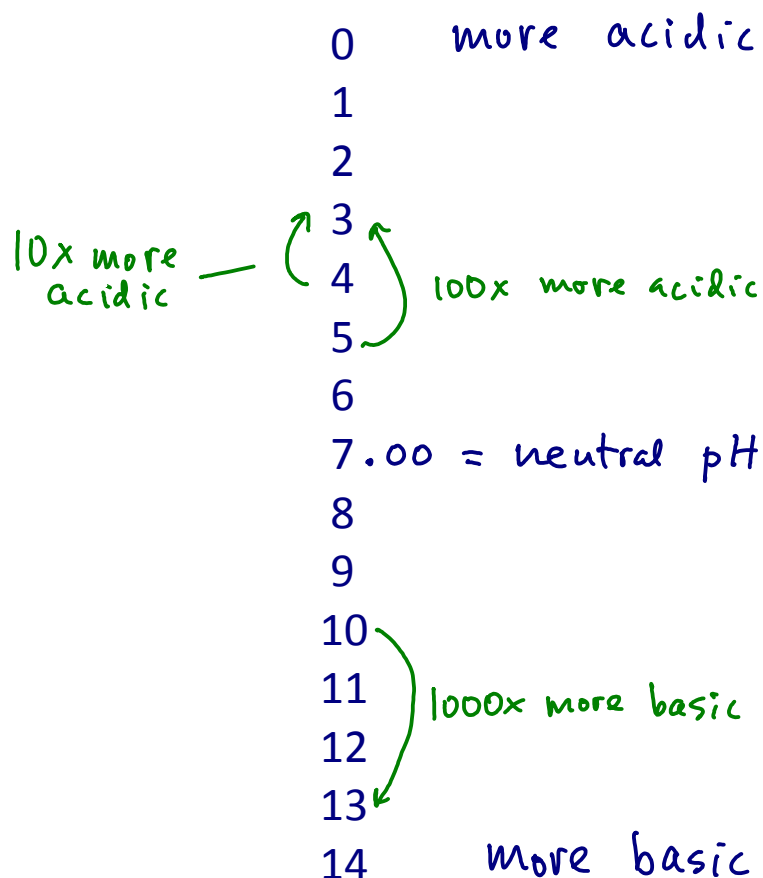 0 more acidic
1
2
3
10x more
acidic
4 100x more acidic
5
6
7.00 = neutral pH
8
9
10
11 1000x more basic
12
13
14 more basic